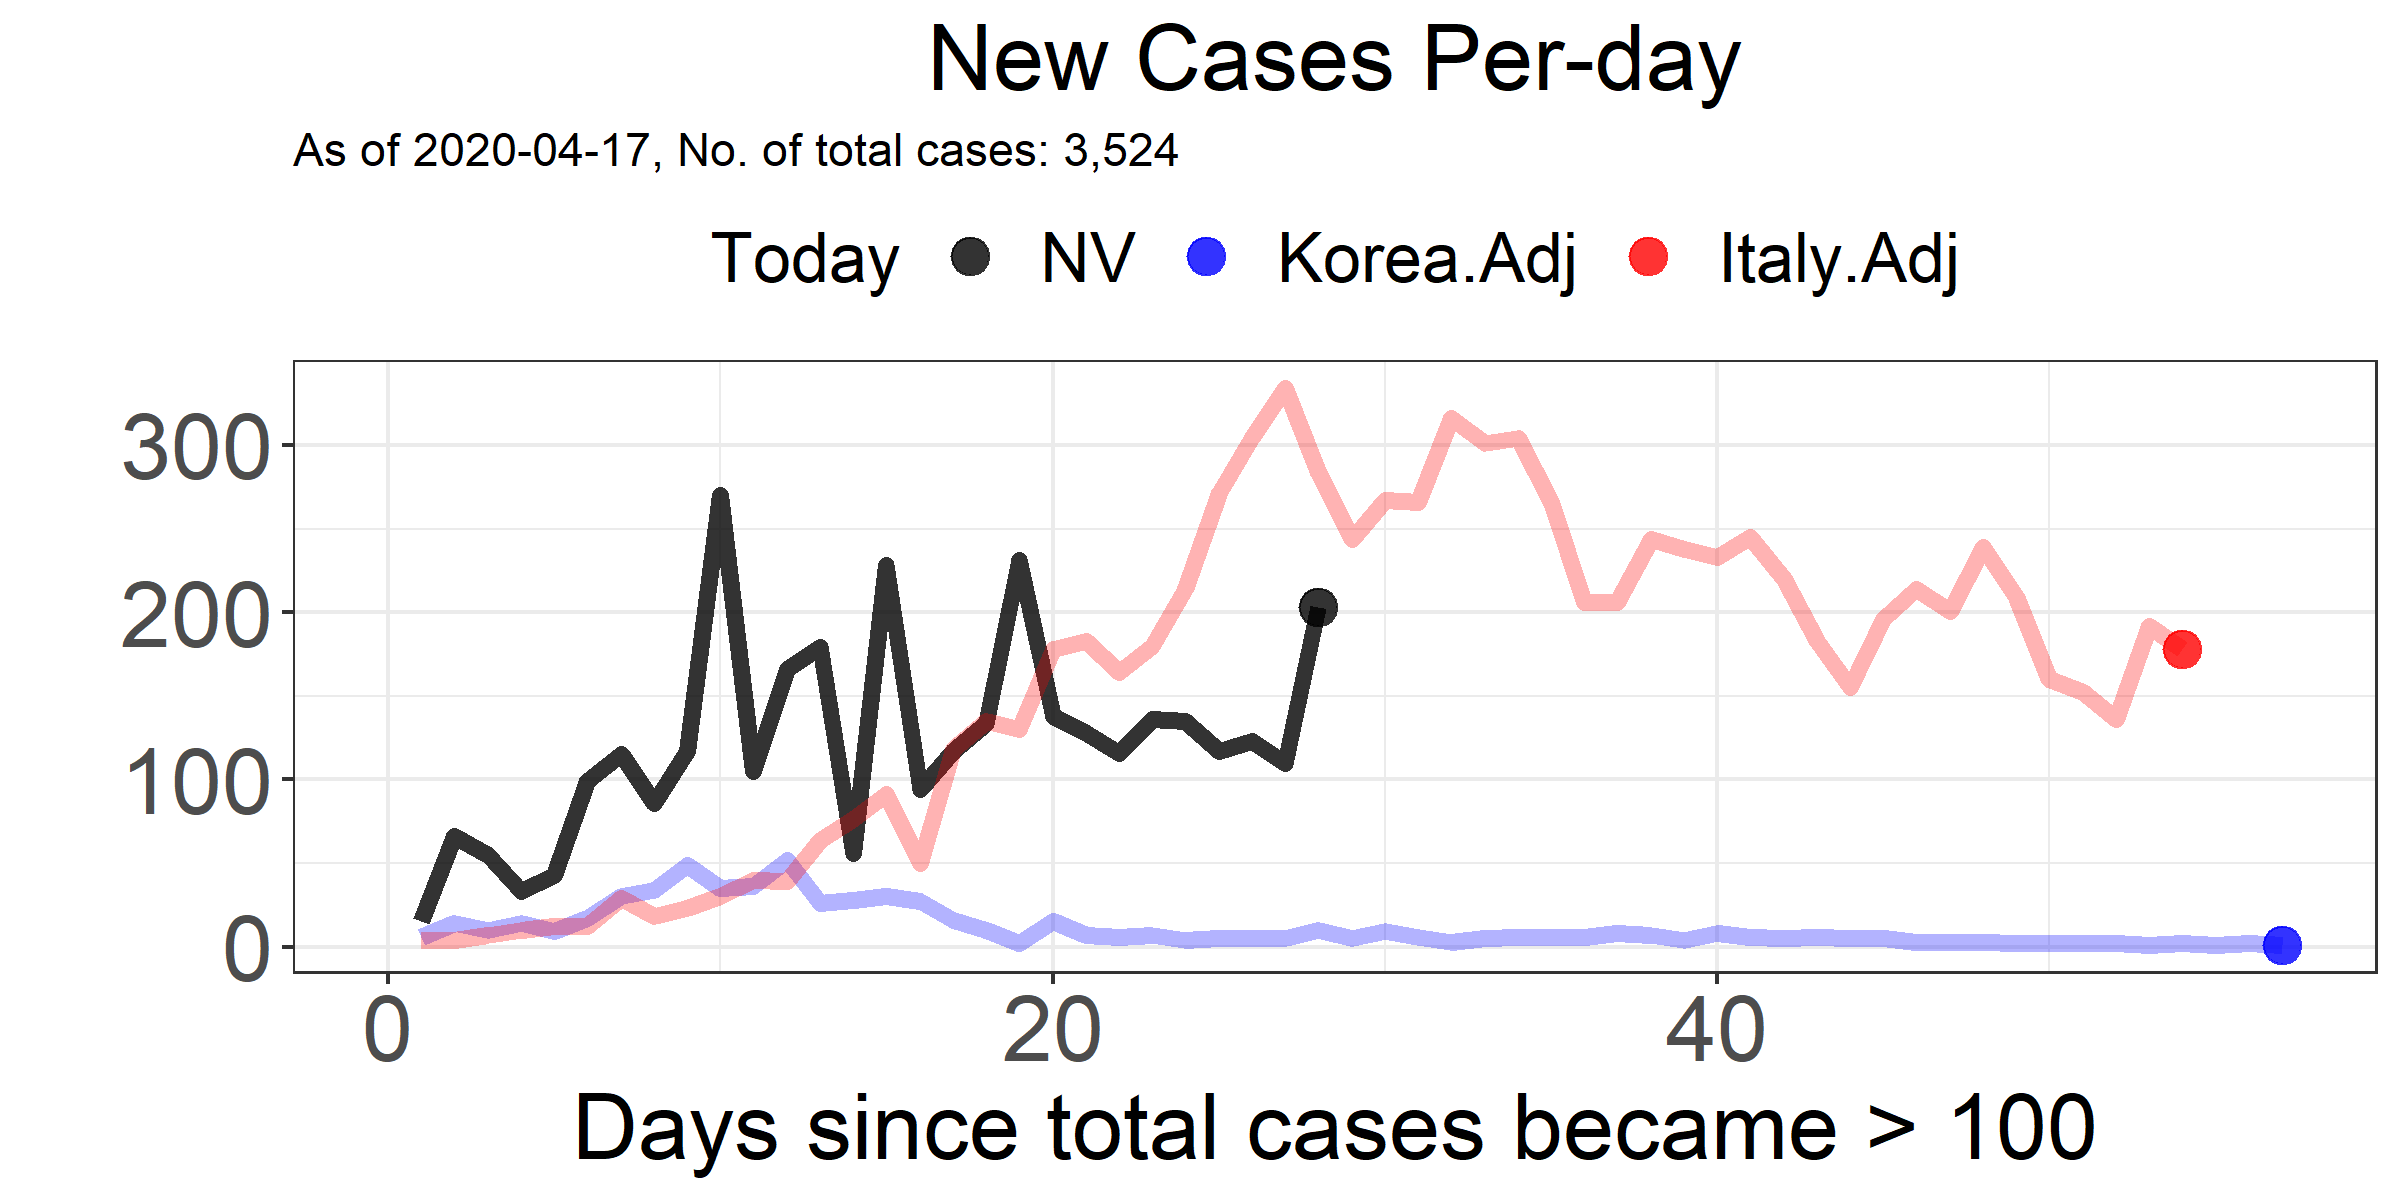 New Cases Per-day
As of 2020-04-17, No. of total cases: 3,524
Today NV Korea.Adj Italy.Adj
300
200
100
0
0 20 40
Days since total cases became > 100